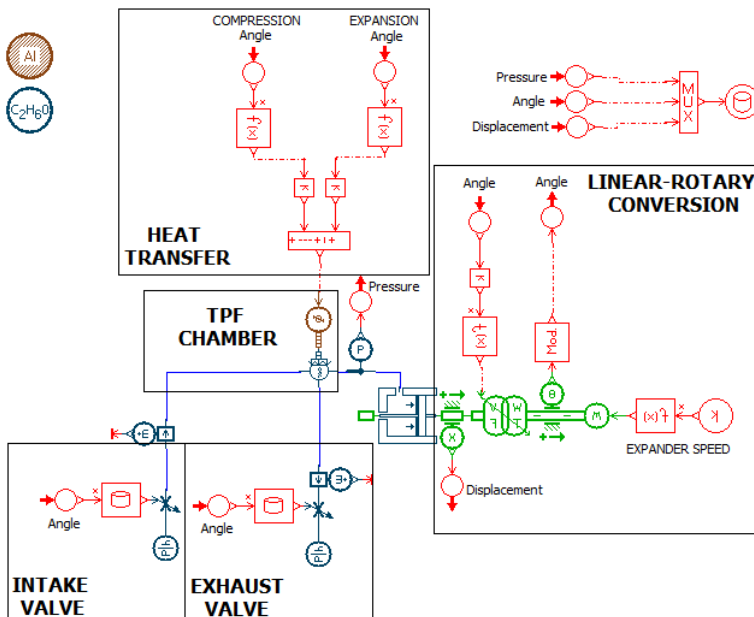 COMPRESSION
Angle
EXPANSION
Angle
Al
C2H6O
x
f(x)
x
f(x)
K
K
+ +
HEAT
TRANSFER
Pressure
Angle
Displacement
MUX
LINEAR-ROTARY
CONVERSION
Angle
Angle
K
x
f(x)
Mod.
θ
W
T
V
F
X
W
f(x)
x
K
EXPANDER SPEED
Displacement
TPF
CHAMBER
Pressure
P
m
Angle
x
P|h
INTAKE
VALVE
m
Angle
x
P|h
EXHAUST
VALVE